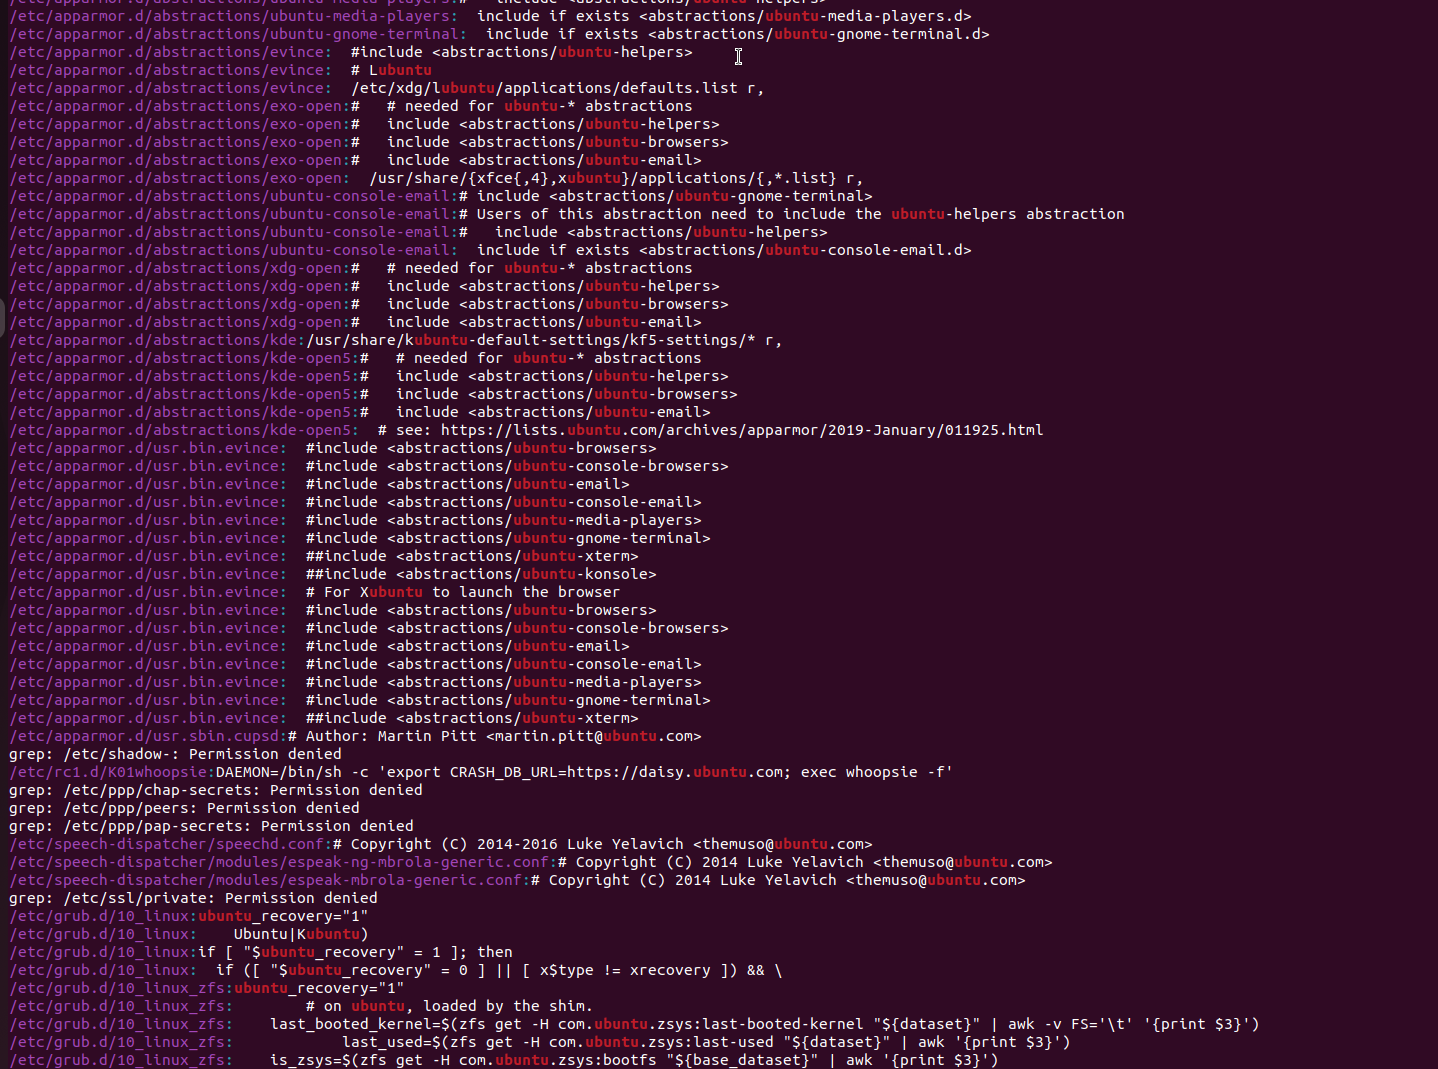 /etc/apparmor.d/abstractions/ubuntu-media-players:#   include <abstractions/ubuntu-helpers>
/etc/apparmor.d/abstractions/ubuntu-media-players:  include if exists <abstractions/ubuntu-media-players.d>
/etc/apparmor.d/abstractions/ubuntu-gnome-terminal:  include if exists <abstractions/ubuntu-gnome-terminal.d>
/etc/apparmor.d/abstractions/evince:  #include <abstractions/ubuntu-helpers>
/etc/apparmor.d/abstractions/evince:  # Lubuntu
/etc/apparmor.d/abstractions/evince:  /etc/xdg/lubuntu/applications/defaults.list r,
/etc/apparmor.d/abstractions/exo-open:#   # needed for ubuntu-* abstractions
/etc/apparmor.d/abstractions/exo-open:#   include <abstractions/ubuntu-helpers>
/etc/apparmor.d/abstractions/exo-open:#   include <abstractions/ubuntu-browsers>
/etc/apparmor.d/abstractions/exo-open:#   include <abstractions/ubuntu-email>
/etc/apparmor.d/abstractions/exo-open:  /usr/share/{xfce{,4},xubuntu}/applications/{,*.list} r,
/etc/apparmor.d/abstractions/ubuntu-console-email:# include <abstractions/ubuntu-gnome-terminal>
/etc/apparmor.d/abstractions/ubuntu-console-email:# Users of this abstraction need to include the ubuntu-helpers abstraction
/etc/apparmor.d/abstractions/ubuntu-console-email:#   include <abstractions/ubuntu-helpers>
/etc/apparmor.d/abstractions/ubuntu-console-email:  include if exists <abstractions/ubuntu-console-email.d>
/etc/apparmor.d/abstractions/xdg-open:#   # needed for ubuntu-* abstractions
/etc/apparmor.d/abstractions/xdg-open:#   include <abstractions/ubuntu-helpers>
/etc/apparmor.d/abstractions/xdg-open:#   include <abstractions/ubuntu-browsers>
/etc/apparmor.d/abstractions/xdg-open:#   include <abstractions/ubuntu-email>
/etc/apparmor.d/abstractions/kde:/usr/share/kubuntu-default-settings/kf5-settings/* r,
/etc/apparmor.d/abstractions/kde-open5:#   # needed for ubuntu-* abstractions
/etc/apparmor.d/abstractions/kde-open5:#   include <abstractions/ubuntu-helpers>
/etc/apparmor.d/abstractions/kde-open5:#   include <abstractions/ubuntu-browsers>
/etc/apparmor.d/abstractions/kde-open5:#   include <abstractions/ubuntu-email>
/etc/apparmor.d/abstractions/kde-open5:  # see: https://lists.ubuntu.com/archives/apparmor/2019-January/011925.html
/etc/apparmor.d/usr.bin.evince:  #include <abstractions/ubuntu-browsers>
/etc/apparmor.d/usr.bin.evince:  #include <abstractions/ubuntu-console-browsers>
/etc/apparmor.d/usr.bin.evince:  #include <abstractions/ubuntu-email>
/etc/apparmor.d/usr.bin.evince:  #include <abstractions/ubuntu-console-email>
/etc/apparmor.d/usr.bin.evince:  #include <abstractions/ubuntu-media-players>
/etc/apparmor.d/usr.bin.evince:  #include <abstractions/ubuntu-gnome-terminal>
/etc/apparmor.d/usr.bin.evince:  ##include <abstractions/ubuntu-xterm>
/etc/apparmor.d/usr.bin.evince:  ##include <abstractions/ubuntu-konsole>
/etc/apparmor.d/usr.bin.evince:  # For Xubuntu to launch the browser
/etc/apparmor.d/usr.bin.evince:  #include <abstractions/ubuntu-browsers>
/etc/apparmor.d/usr.bin.evince:  #include <abstractions/ubuntu-console-browsers>
/etc/apparmor.d/usr.bin.evince:  #include <abstractions/ubuntu-email>
/etc/apparmor.d/usr.bin.evince:  #include <abstractions/ubuntu-console-email>
/etc/apparmor.d/usr.bin.evince:  #include <abstractions/ubuntu-media-players>
/etc/apparmor.d/usr.bin.evince:  #include <abstractions/ubuntu-gnome-terminal>
/etc/apparmor.d/usr.bin.evince:  ##include <abstractions/ubuntu-xterm>
/etc/apparmor.d/usr.sbin.cupsd:# Author: Martin Pitt <martin.pitt@ubuntu.com>
grep: /etc/shadow-: Permission denied
/etc/rc1.d/K01whoopsie:DAEMON=/bin/sh -c 'export CRASH_DB_URL=https://daisy.ubuntu.com; exec whoopsie -f'
grep: /etc/ppp/chap-secrets: Permission denied
grep: /etc/ppp/peers: Permission denied
grep: /etc/ppp/pap-secrets: Permission denied
/etc/speech-dispatcher/speechd.conf:# Copyright (C) 2014-2016 Luke Yelavich <themuso@ubuntu.com>
/etc/speech-dispatcher/modules/espeak-ng-mbrola-generic.conf:# Copyright (C) 2014 Luke Yelavich <themuso@ubuntu.com>
/etc/speech-dispatcher/modules/espeak-mbrola-generic.conf:# Copyright (C) 2014 Luke Yelavich <themuso@ubuntu.com>
grep: /etc/ssl/private: Permission denied
/etc/grub.d/10_linux:ubuntu_recovery="1"
/etc/grub.d/10_linux:    Ubuntu|Kubuntu)
/etc/grub.d/10_linux:if [ "$ubuntu_recovery" = 1 ]; then
/etc/grub.d/10_linux:  if ([ "$ubuntu_recovery" = 0 ] || [ x$type != xrecovery ]) && \
/etc/grub.d/10_linux_zfs:ubuntu_recovery="1"
/etc/grub.d/10_linux_zfs:        # on ubuntu, loaded by the shim.
/etc/grub.d/10_linux_zfs:    last_booted_kernel=$(zfs get -H com.ubuntu.zsys:last-booted-kernel "${dataset}" | awk -v FS='\t' '{print $3}')
/etc/grub.d/10_linux_zfs:            last_used=$(zfs get -H com.ubuntu.zsys:last-used "${dataset}" | awk '{print $3}')
/etc/grub.d/10_linux_zfs:    is_zsys=$(zfs get -H com.ubuntu.zsys:bootfs "${base_dataset}" | awk '{print $3}')